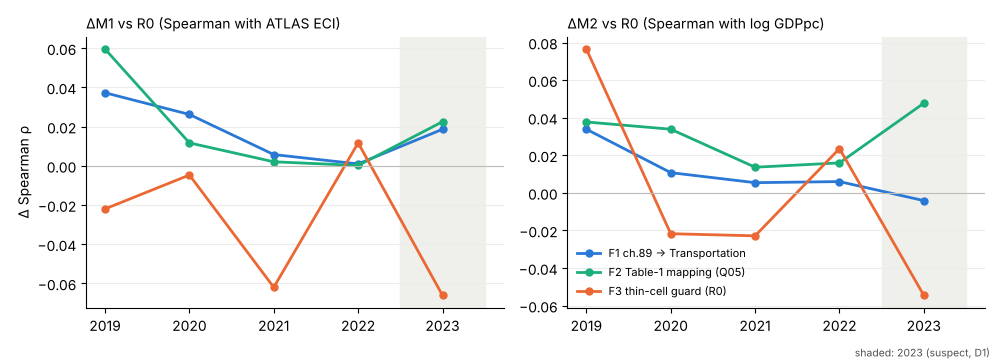 ΔM1 vs R0 (Spearman with ATLAS ECI)
Δ Spearman ρ
0.06
0.04
0.02
0.00
−0.02
−0.04
−0.06
2019 2020 2021 2022 2023
ΔM2 vs R0 (Spearman with log GDPpc)
0.08
0.06
0.04
0.02
0.00
−0.02
−0.04
−0.06
F1 ch.89 → Transportation
F2 Table-1 mapping (Q05)
F3 thin-cell guard (R0)
2019 2020 2021 2022 2023
shaded: 2023 (suspect, D1)